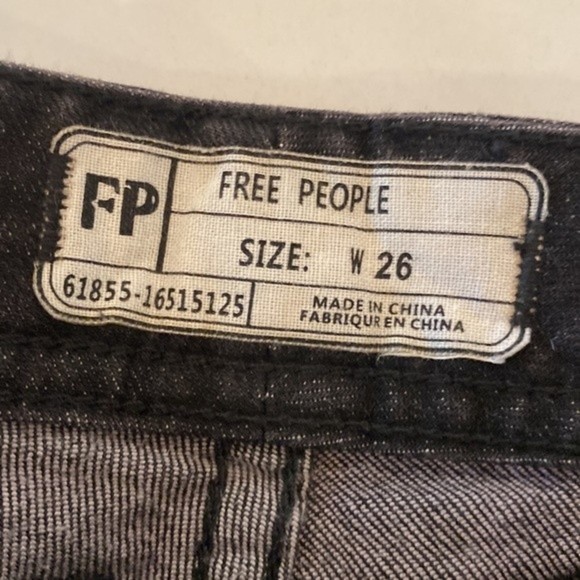 FP
FREE PEOPLE
SIZE: W 26
61855-16515125
MADE IN CHINA
FABRIQUR EN CHINA